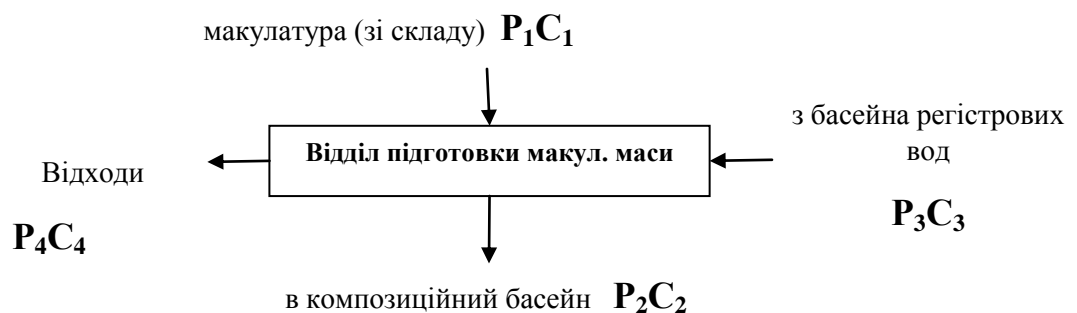 макулатура (зі складу) P₁C₁
з басейна регістрових
вод
P₃C₃
Відділ підготовки макул. маси
Відходи
P₄C₄
в композиційний басейн P₂C₂